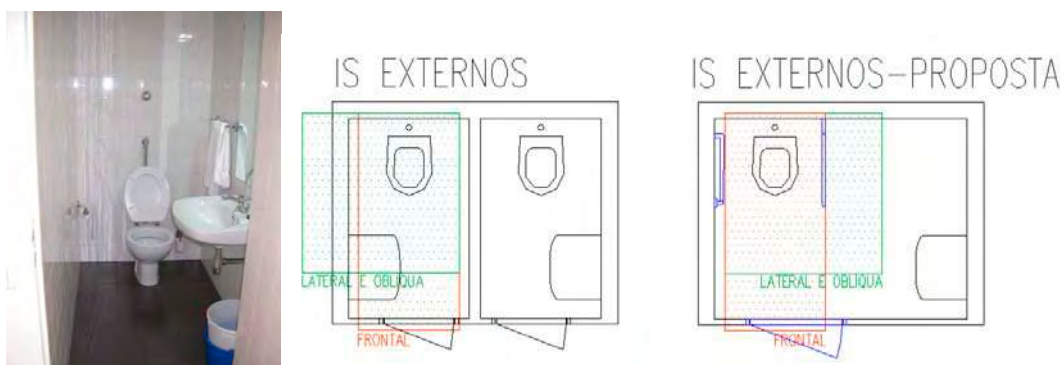 IS EXTERNOS
LATERAL E OBLIQUA
FRONTAL
IS EXTERNOS-PROPOSTA
LATERAL E OBLIQUA
FRONTAL